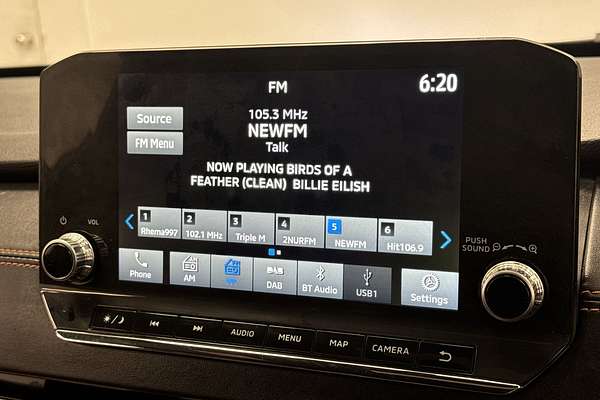 FM
6:20
105.3 MHz
NEWFM
Talk
Source
FM Menu
NOW PLAYING BIRDS OF A
FEATHER (CLEAN) BILLIE EILISH
1 Rhema997
2 102.1 MHz
3 Triple M
4 2NURFM
5 NEWFM
6 Hit106.9
VOL
PUSH
SOUND
Phone
AM
DAB
BT Audio
USB1
Settings
AUDIO
MENU
MAP
CAMERA